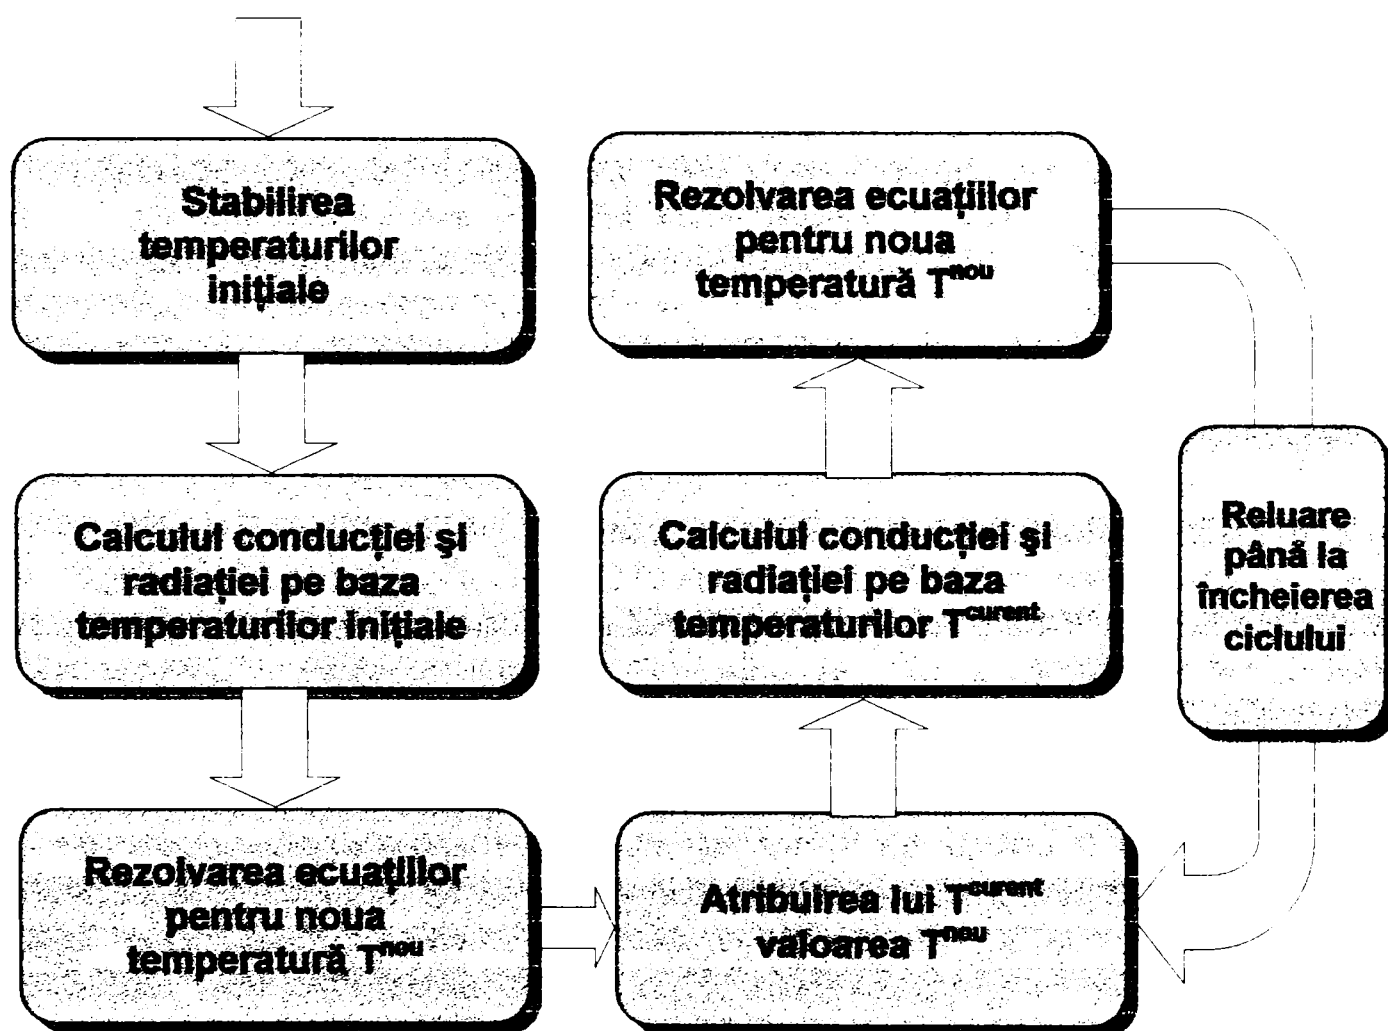 Stabilirea
temperaturilor
inițiale
Calculul conducției și
radiației pe baza
temperaturilor inițiale
Rezolvarea ecuațiilor
pentru noua
temperatură T^nou
Atribuirea lui T^curent
valoarea T^nou
Calculul conducției și
radiației pe baza
temperaturilor T^curent
Rezolvarea ecuațiilor
pentru noua
temperatură T^nou
Reluare
până la
încheierea
ciclului